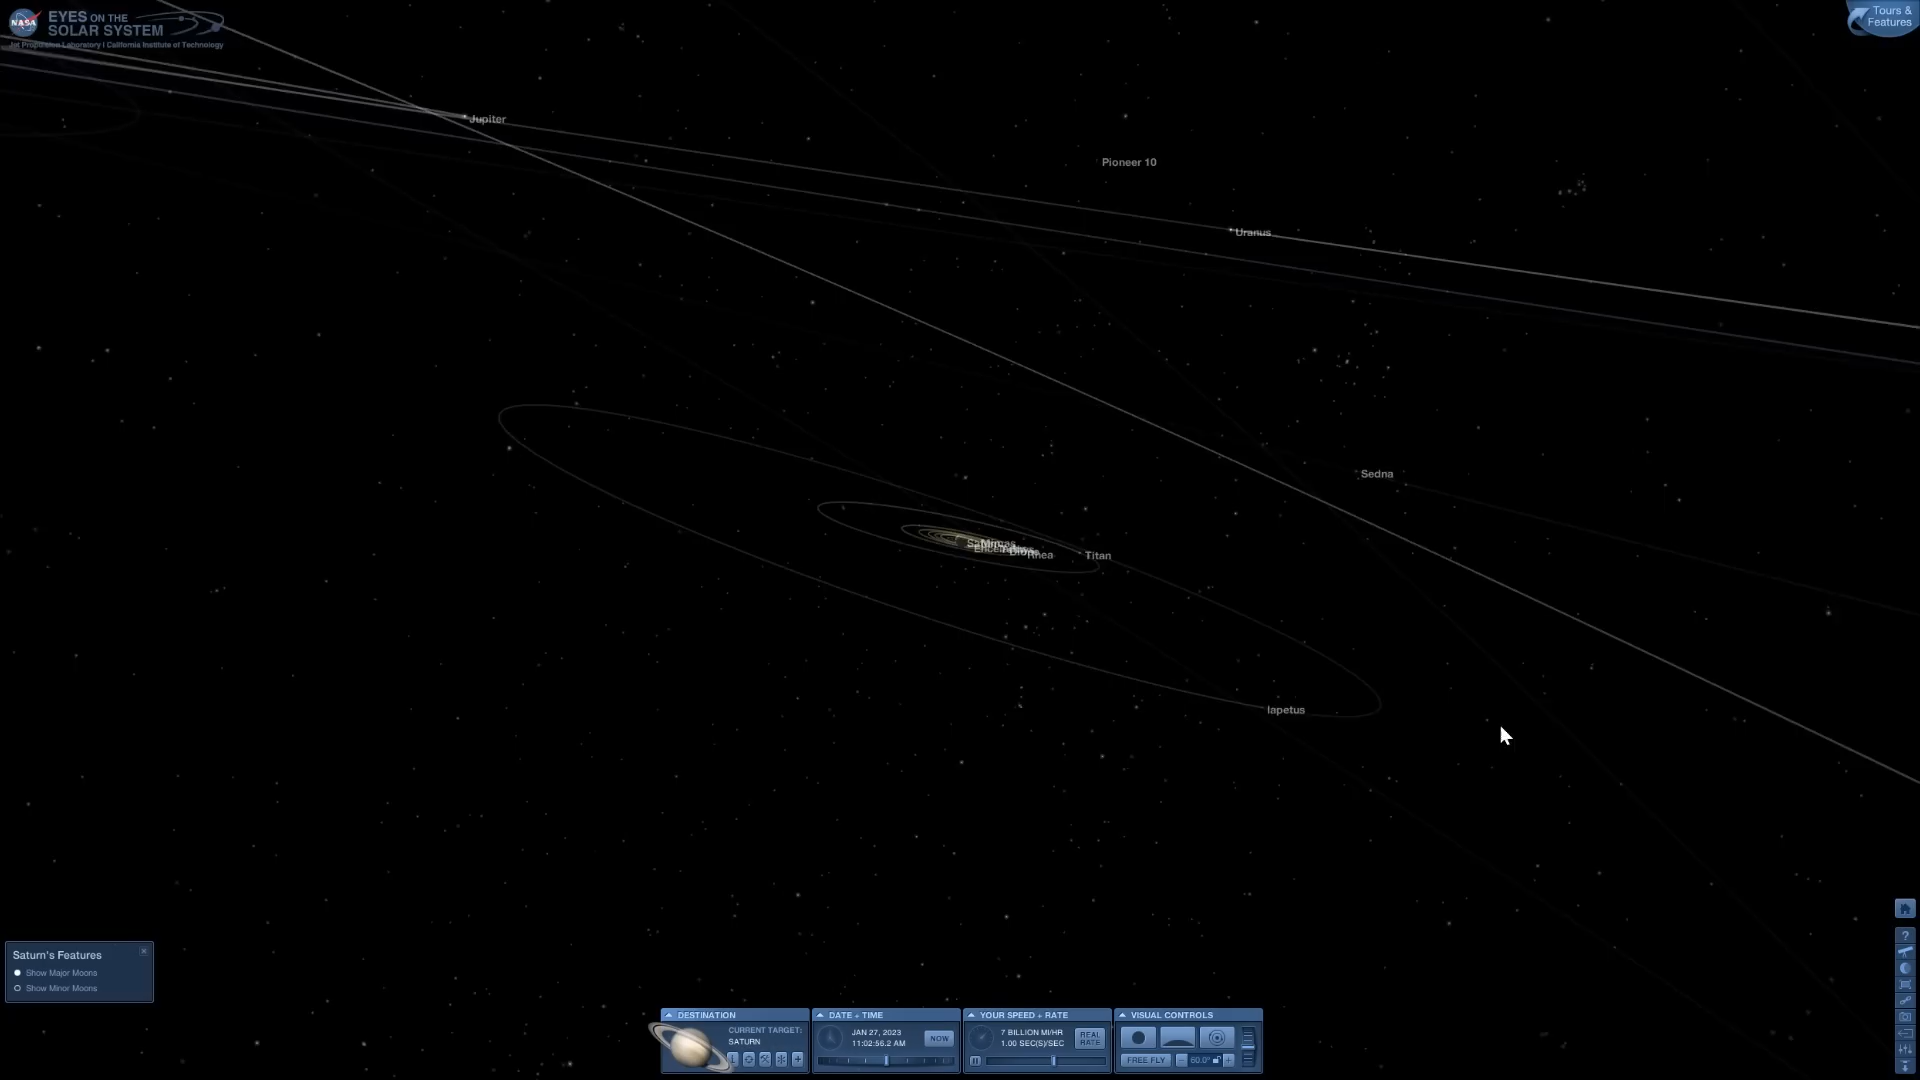 NASA
EYES ON THE
SOLAR SYSTEM
Jet Propulsion Laboratory | California Institute of Technology
Tours &
Features
Jupiter
Pioneer 10
Uranus
Sedna
Rhea
Titan
Iapetus
Saturn's Features
Show Major Moons
Show Minor Moons
DESTINATION
CURRENT TARGET:
SATURN
DATE + TIME
JAN 27, 2023
11:02:56.2 AM
NOW
YOUR SPEED + RATE
7 BILLION MI/HR
1.00 SEC(S)/SEC
REAL
RATE
VISUAL CONTROLS
FREE FLY
60.0°
?